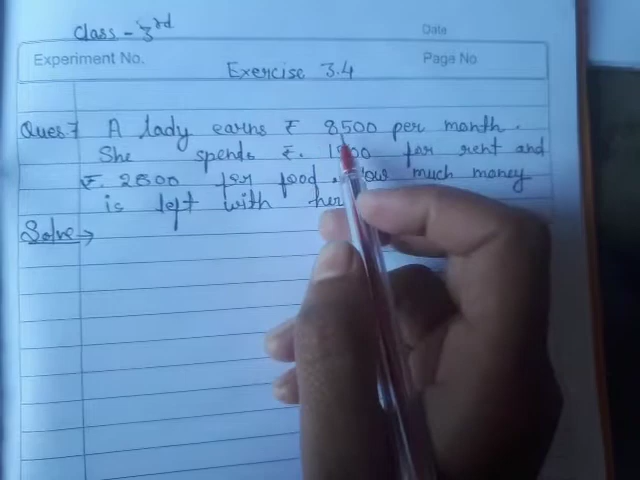 Class - 3rd
Date
Experiment No.
Page No
Exercise 3.4
Ques 7 A lady earns ₹ 8500 per month.
She spends ₹. for rent and
₹. 2500 for food. much money
is left with her
Solve →